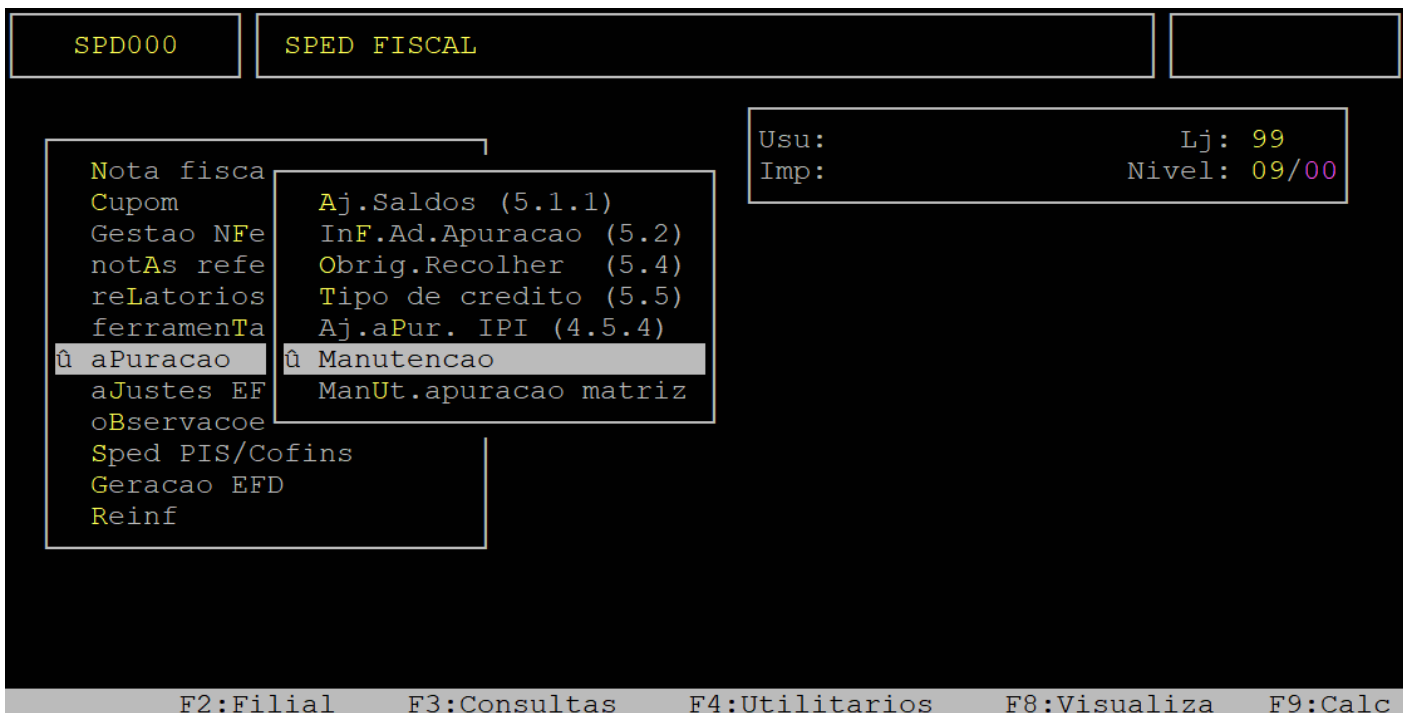 SPD000 SPED FISCAL
Usu: Lj: 99
Imp: Nivel: 09/00
Nota fisca
Cupom
Gestao NFe
notAs refe
reLatorios
ferramenTa
û aPuracao
aJustes EF
oBservacoe
Sped PIS/Cofins
Geracao EFD
Reinf
Aj.Saldos (5.1.1)
InF.Ad.Apuracao (5.2)
Obrig.Recolher (5.4)
Tipo de credito (5.5)
Aj.aPur. IPI (4.5.4)
û Manutencao
ManUt.apuracao matriz
F2:Filial F3:Consultas F4:Utilitarios F8:Visualiza F9:Calc